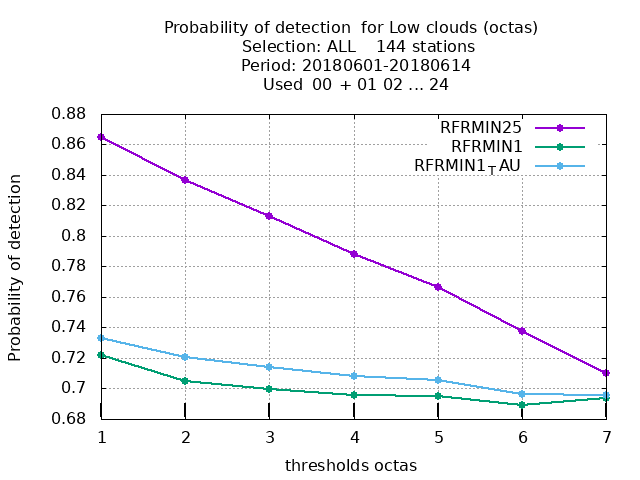 Probability of detection  for Low clouds (octas)
Selection: ALL    144 stations
Period: 20180601-20180614
Used  00 + 01 02 ... 24
0.88
0.86
0.84
0.82
0.8
0.78
0.76
0.74
0.72
0.7
0.68
Probability of detection
RFRMIN25
RFRMIN1
RFRMIN1TAU
1 2 3 4 5 6 7
thresholds octas